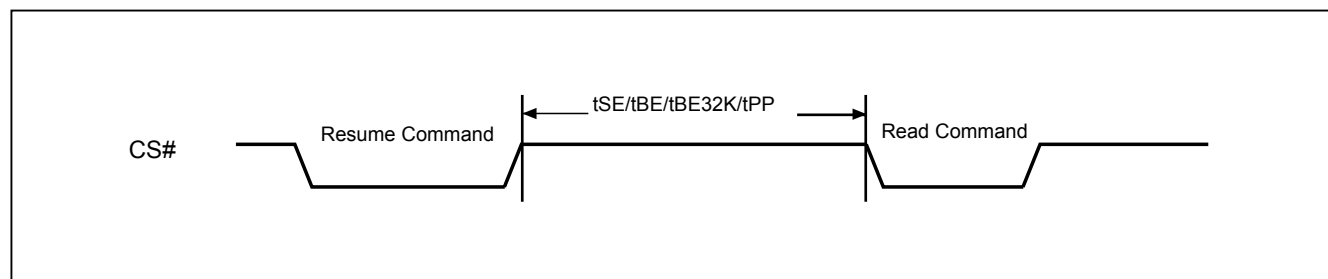 tSE/tBE/tBE32K/tPP
CS#
Resume Command
Read Command